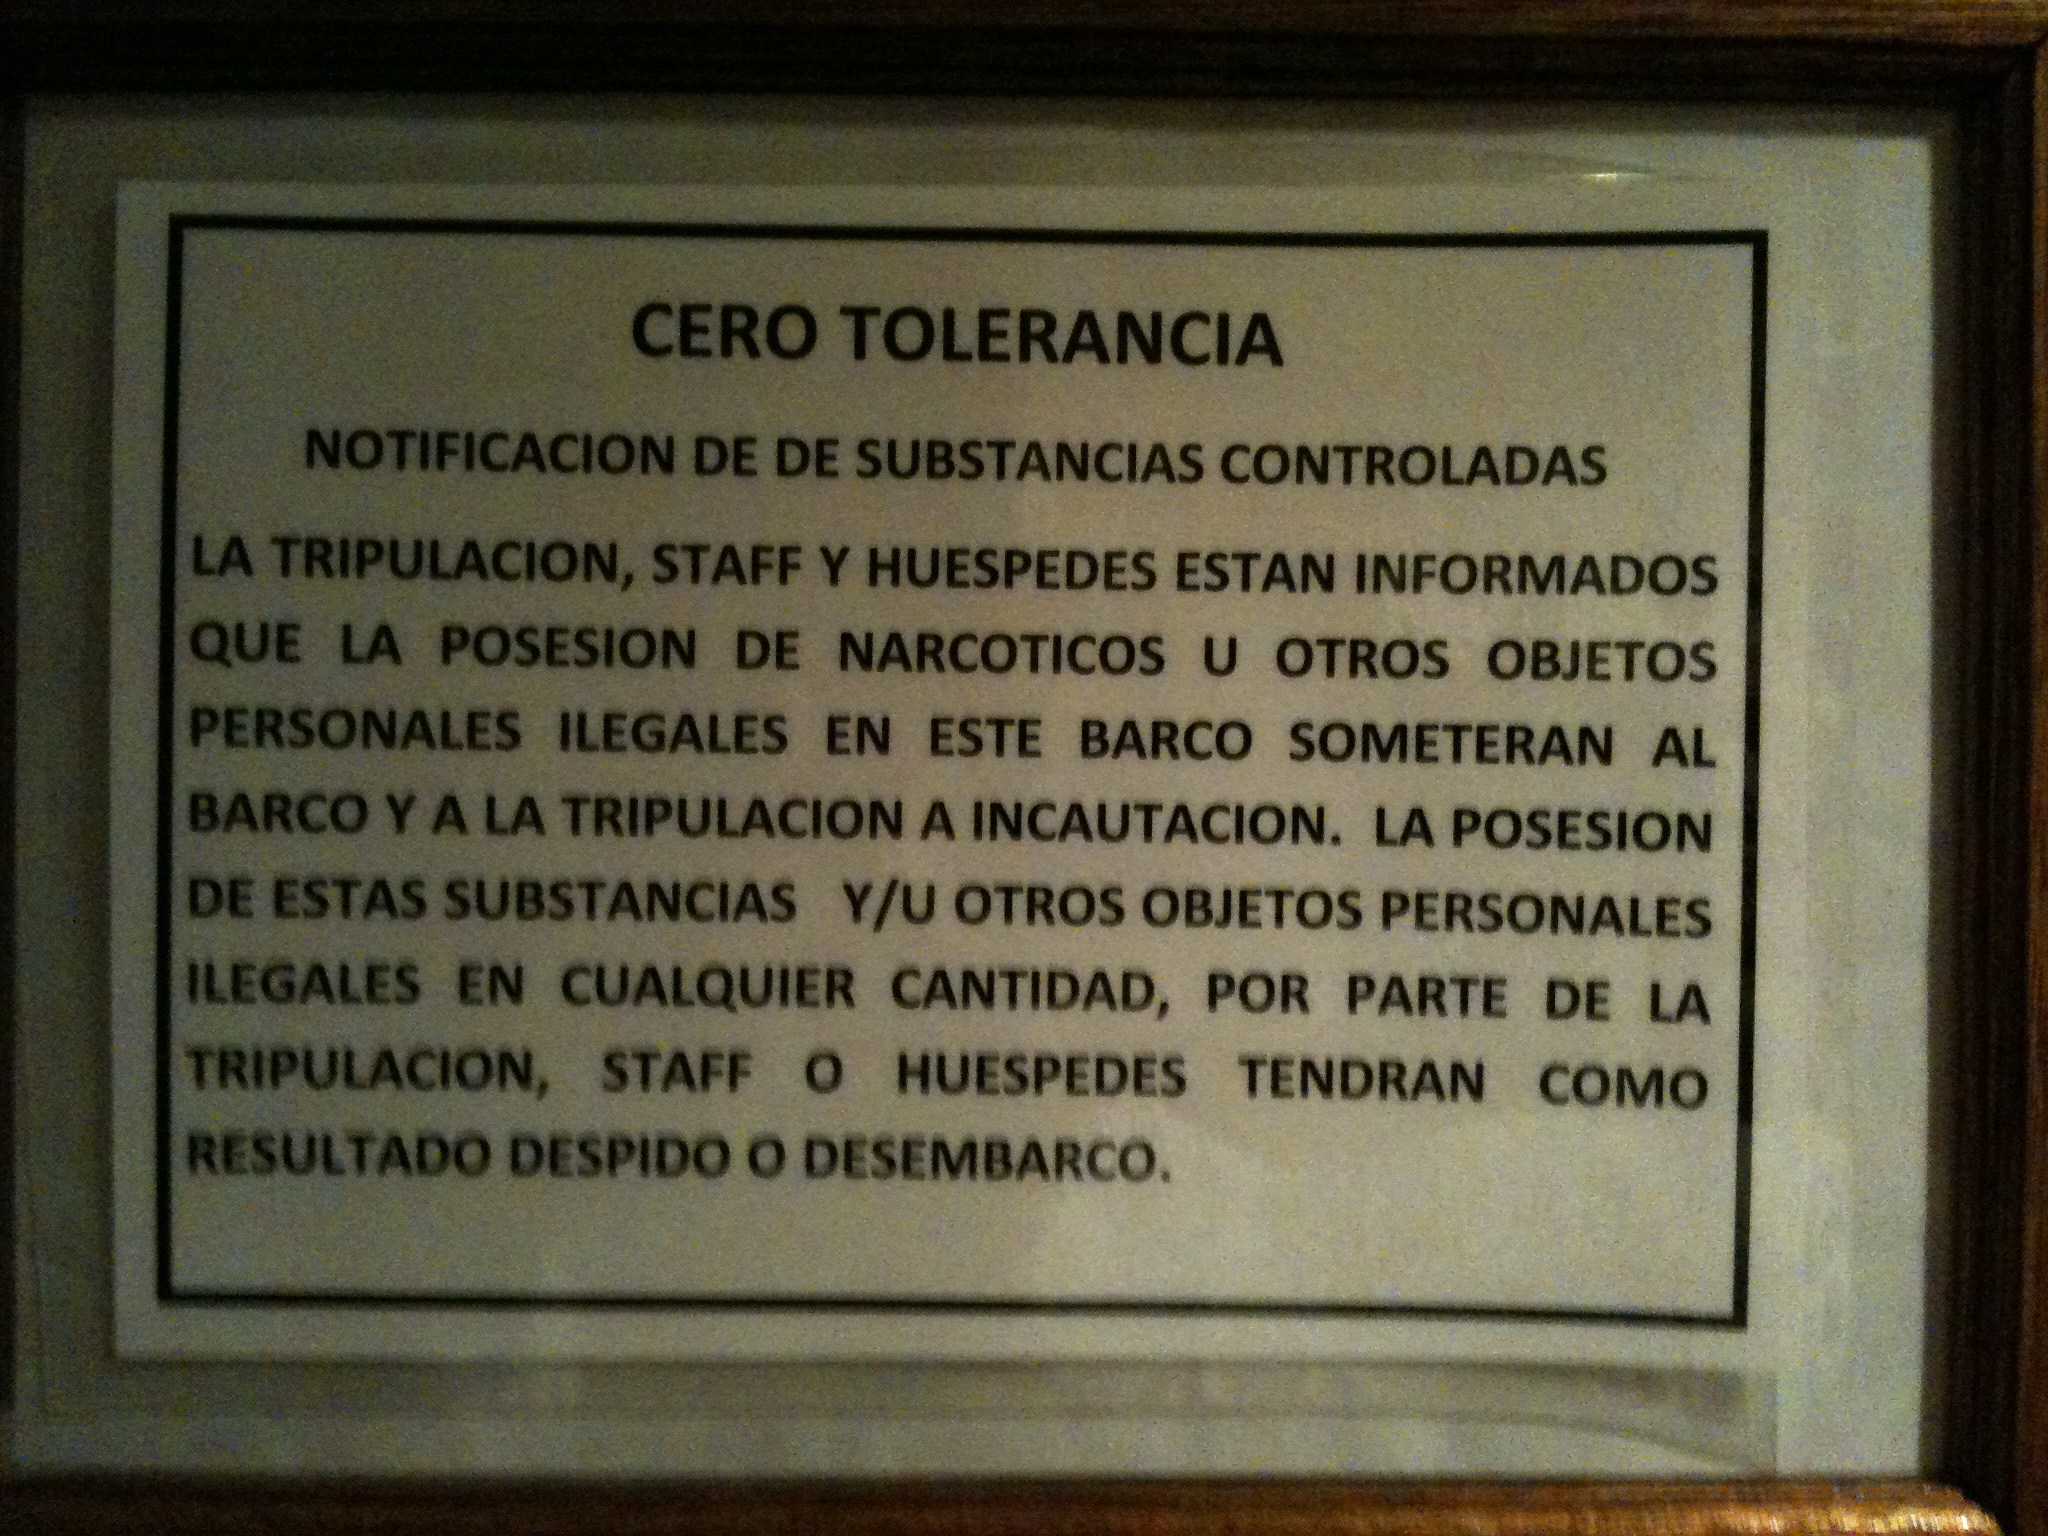 CERO TOLERANCIA
NOTIFICACION DE DE SUBSTANCIAS CONTROLADAS
LA TRIPULACION, STAFF Y HUESPEDES ESTAN INFORMADOS
QUE LA POSESION DE NARCOTICOS U OTROS OBJETOS
PERSONALES ILEGALES EN ESTE BARCO SOMETERAN AL
BARCO Y A LA TRIPULACION A INCAUTACION. LA POSESION
DE ESTAS SUBSTANCIAS Y/U OTROS OBJETOS PERSONALES
ILEGALES EN CUALQUIER CANTIDAD, POR PARTE DE LA
TRIPULACION, STAFF O HUESPEDES TENDRAN COMO
RESULTADO DESPIDO O DESEMBARCO.